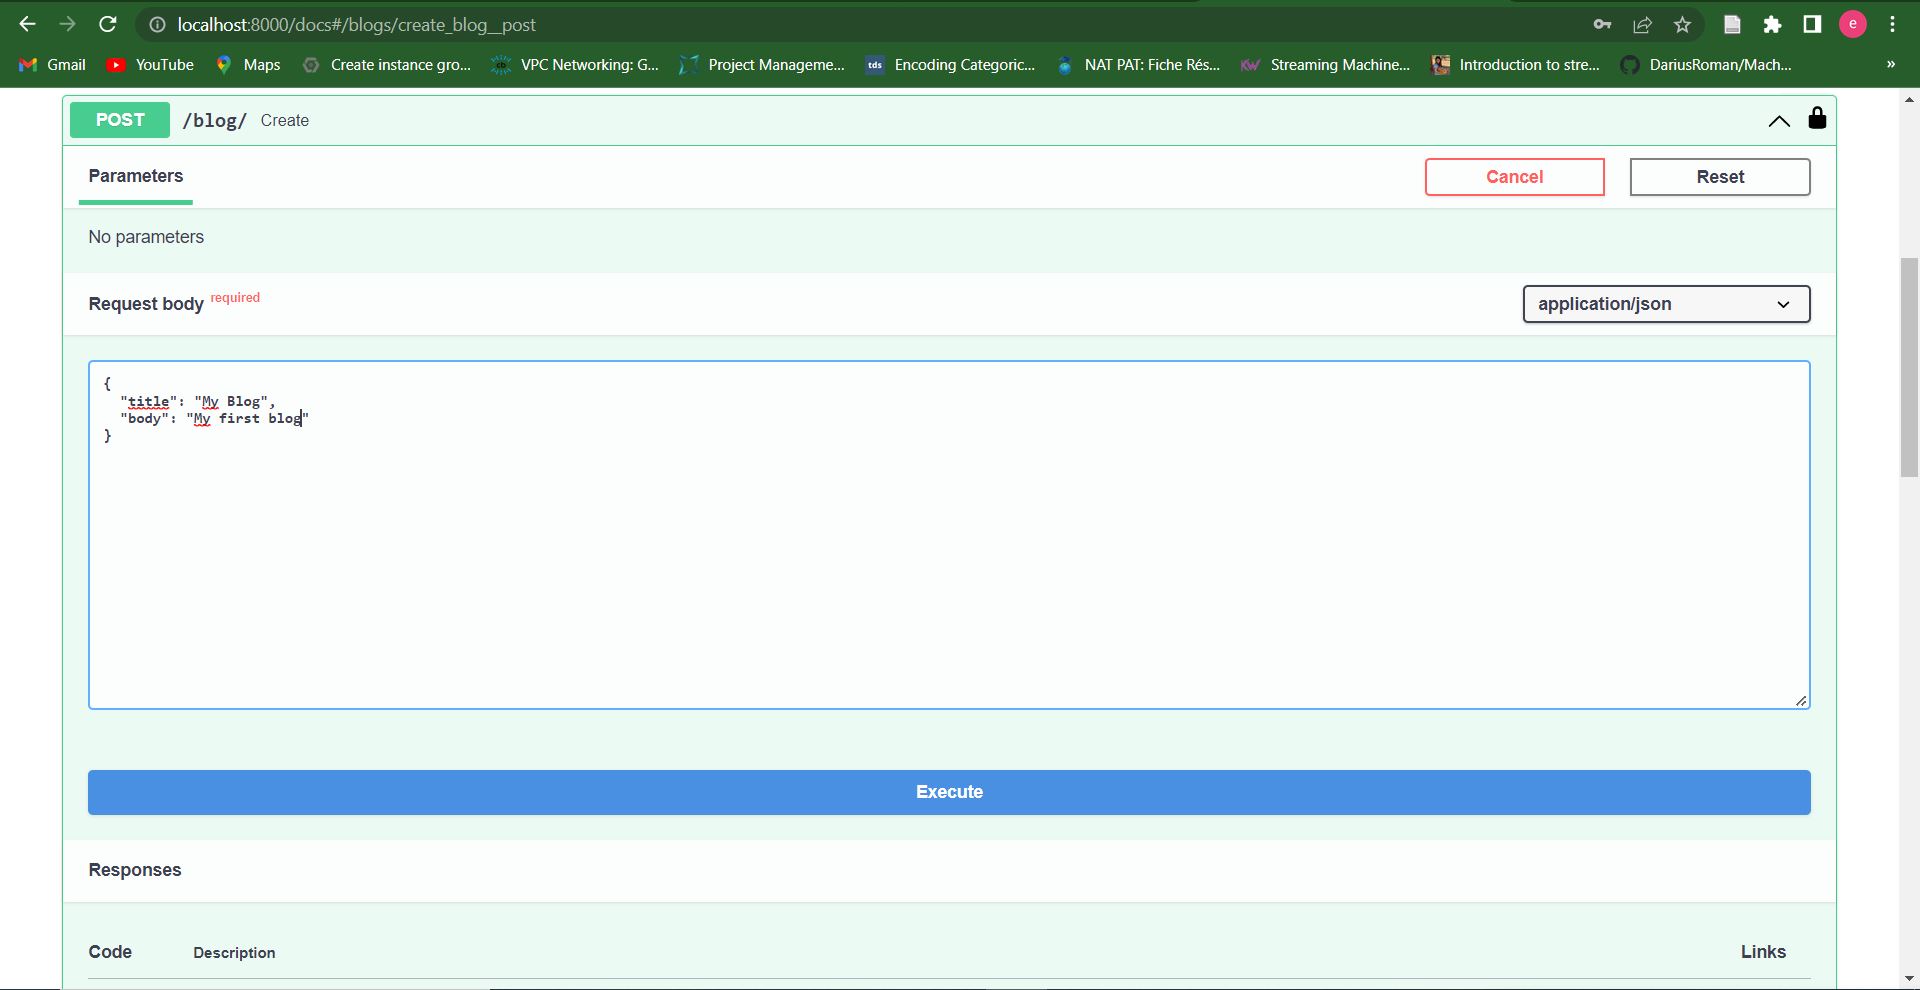 localhost:8000/docs#/blogs/create_blog__post
e
Gmail YouTube Maps Create instance gro... VPC Networking: G... Project Manageme... tds Encoding Categoric... NAT PAT: Fiche Rés... KW Streaming Machine... Introduction to stre... DariusRoman/Mach... »
POST /blog/ Create
Parameters Cancel Reset
No parameters
Request body required application/json
{
"title": "My Blog",
"body": "My first blog"
}
Execute
Responses
Code Description Links